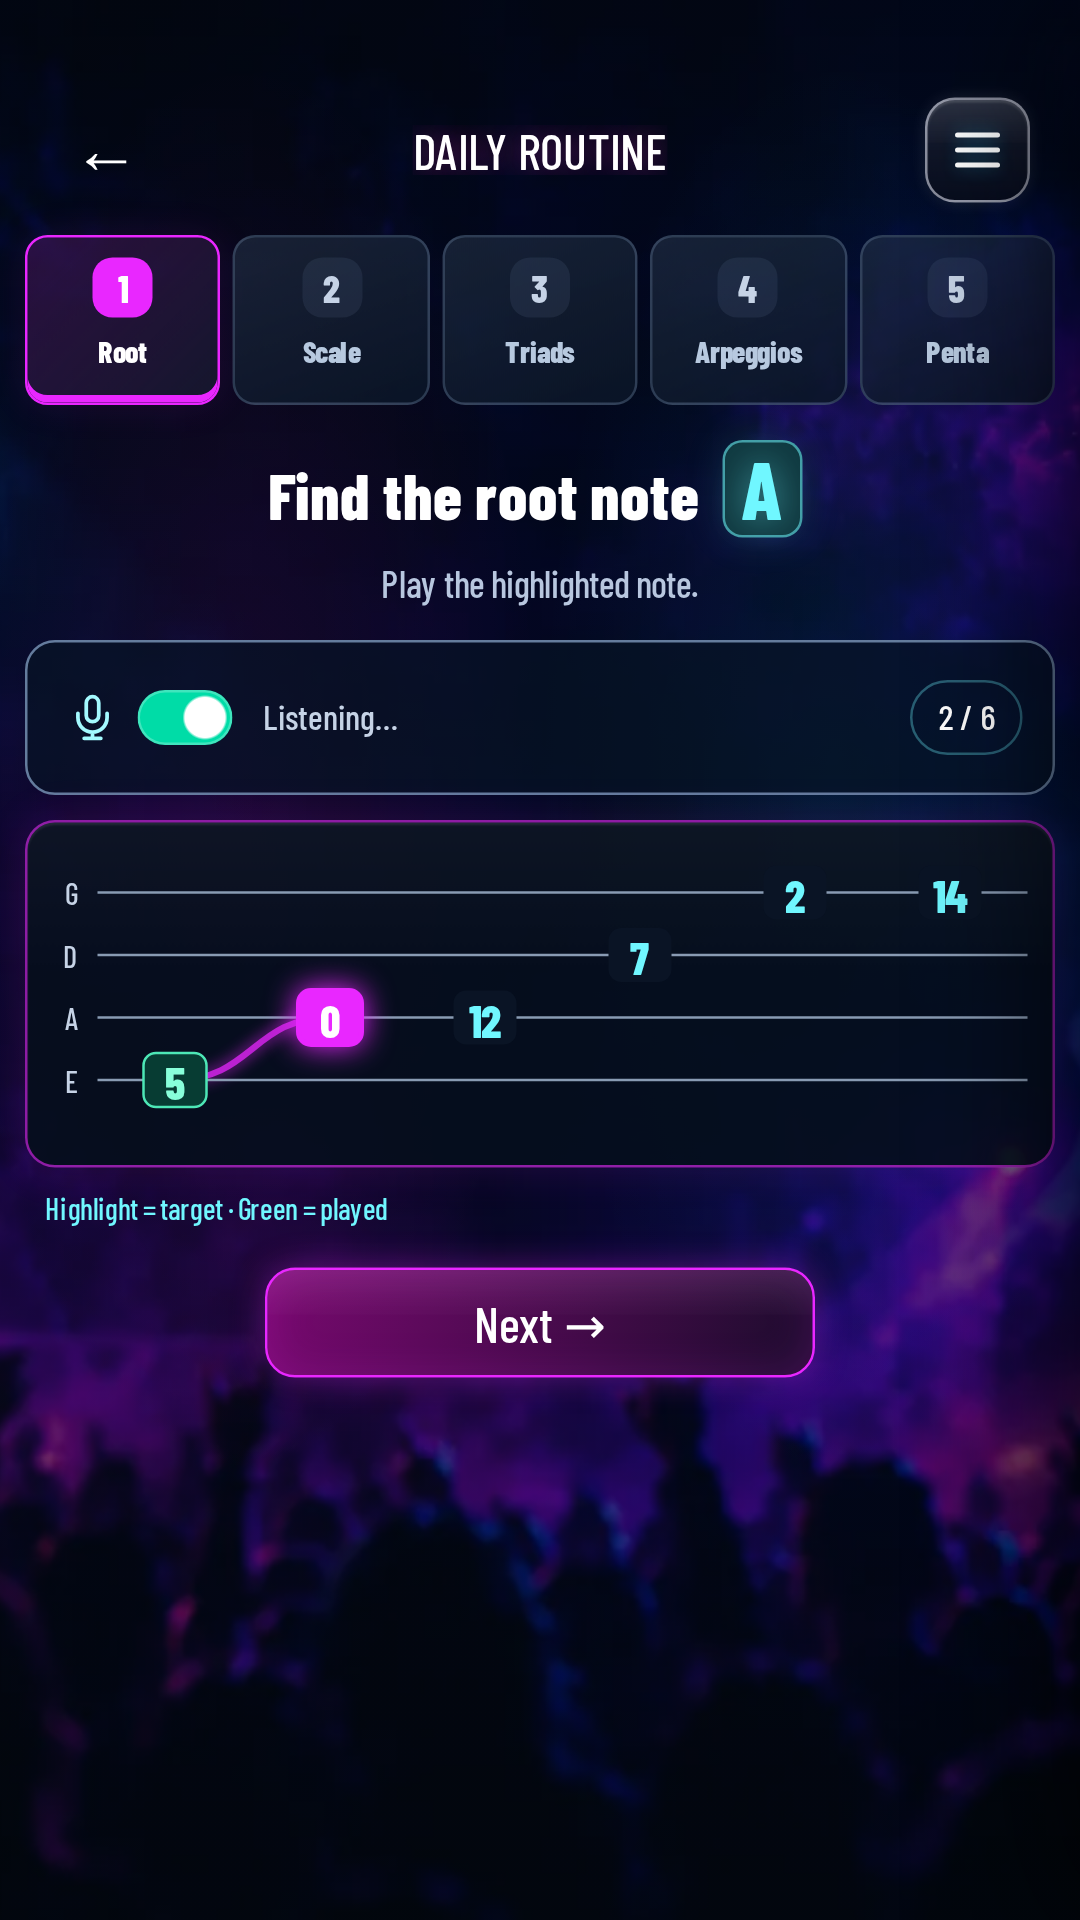 ← DAILY ROUTINE
1 2 3 4 5
Root Scale Triads Arpeggios Penta
Find the root note A
Play the highlighted note.
Listening... 2 / 6
G 2 14
D 7
A 0 12
E 5
Highlight = target · Green = played
Next →